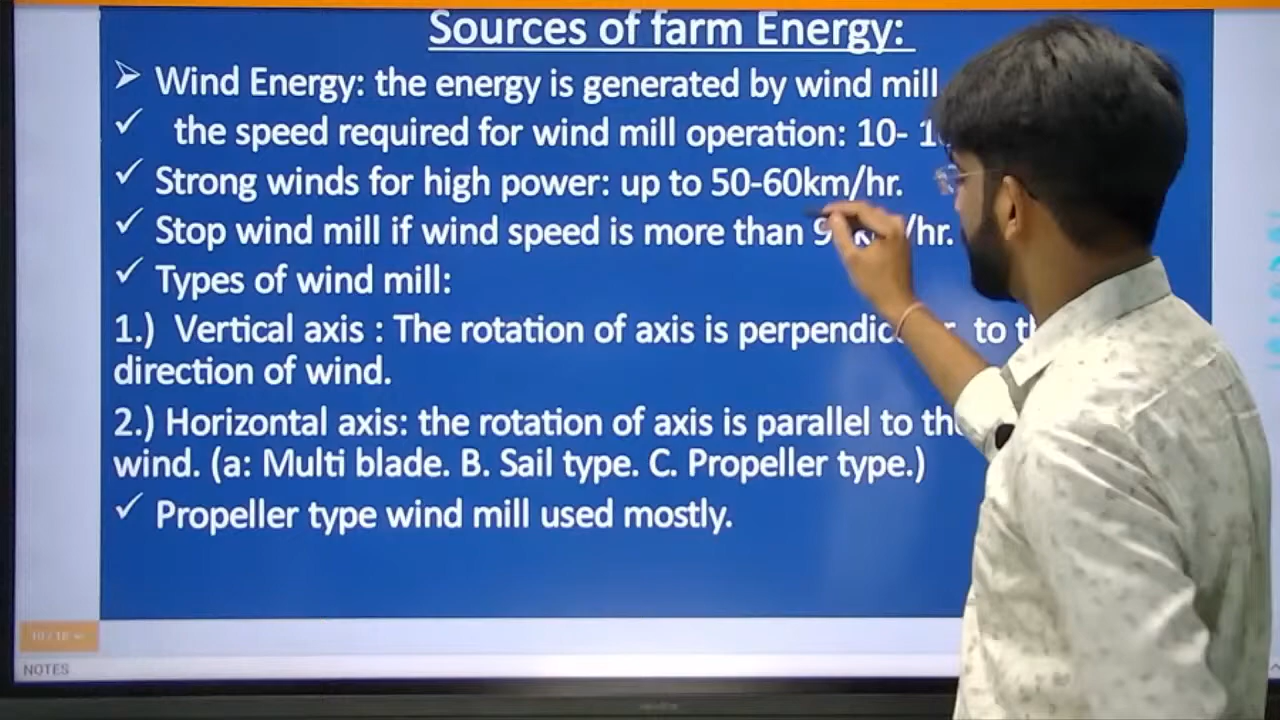 Sources of farm Energy:
➤ Wind Energy: the energy is generated by wind mill
✓ the speed required for wind mill operation: 10-
✓ Strong winds for high power: up to 50-60km/hr.
✓ Stop wind mill if wind speed is more than
✓ Types of wind mill:
1.) Vertical axis : The rotation of axis is to
direction of wind.
2.) Horizontal axis: the rotation of axis is parallel to the
wind. (a: Multi blade. B. Sail type. C. Propeller type.)
✓ Propeller type wind mill used mostly.
NOTES